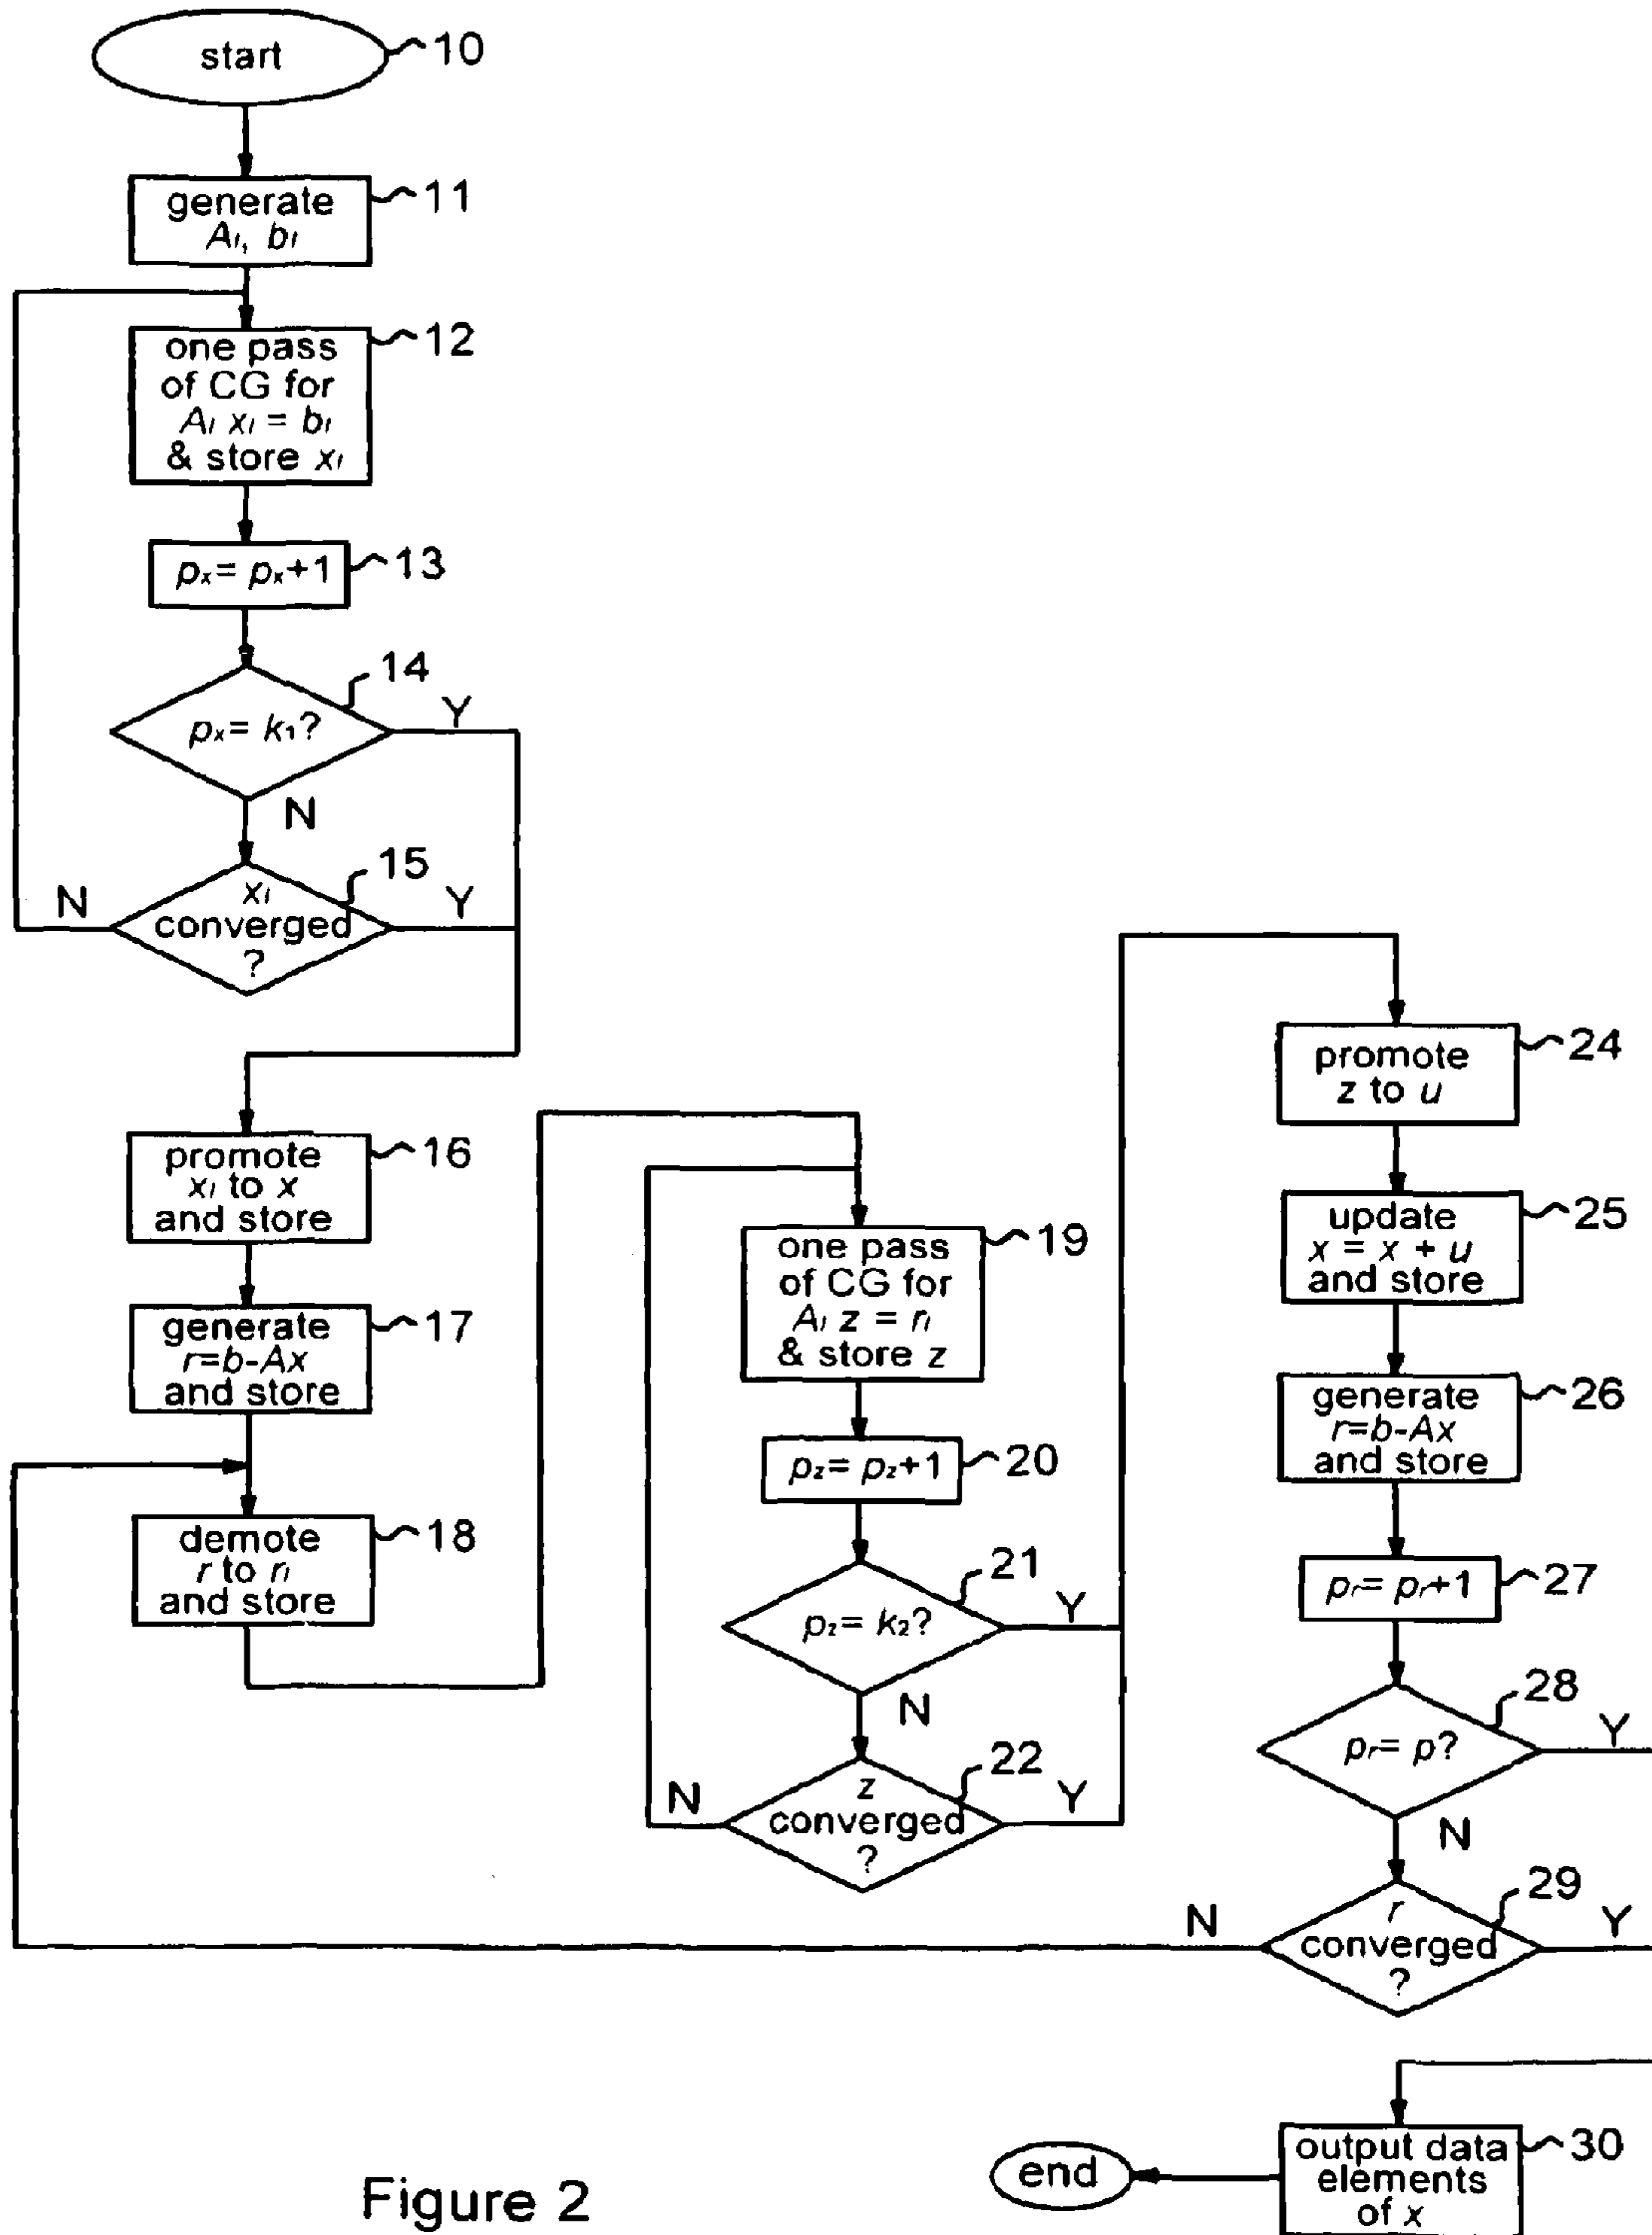 start
10
generate
Aₗ, bₗ
11
one pass
of CG for
Aₗ xₗ = bₗ
& store xₗ
12
pₓ= pₓ+1
13
pₓ= k₁?
14
Y
N
xₗ
converged
?
15
N
Y
promote
xₗ to x
and store
16
generate
r=b-Ax
and store
17
demote
r to rₗ
and store
18
one pass
of CG for
Aₗ z = rₗ
& store z
19
p_z= p_z+1
20
p_z= k₂?
21
Y
N
z
converged
?
22
N
Y
promote
z to u
24
update
x = x + u
and store
25
generate
r=b-Ax
and store
26
pᵣ= pᵣ+1
27
pᵣ= p?
28
Y
N
r
converged
?
29
N
Y
output data
elements
of x
30
end
Figure 2